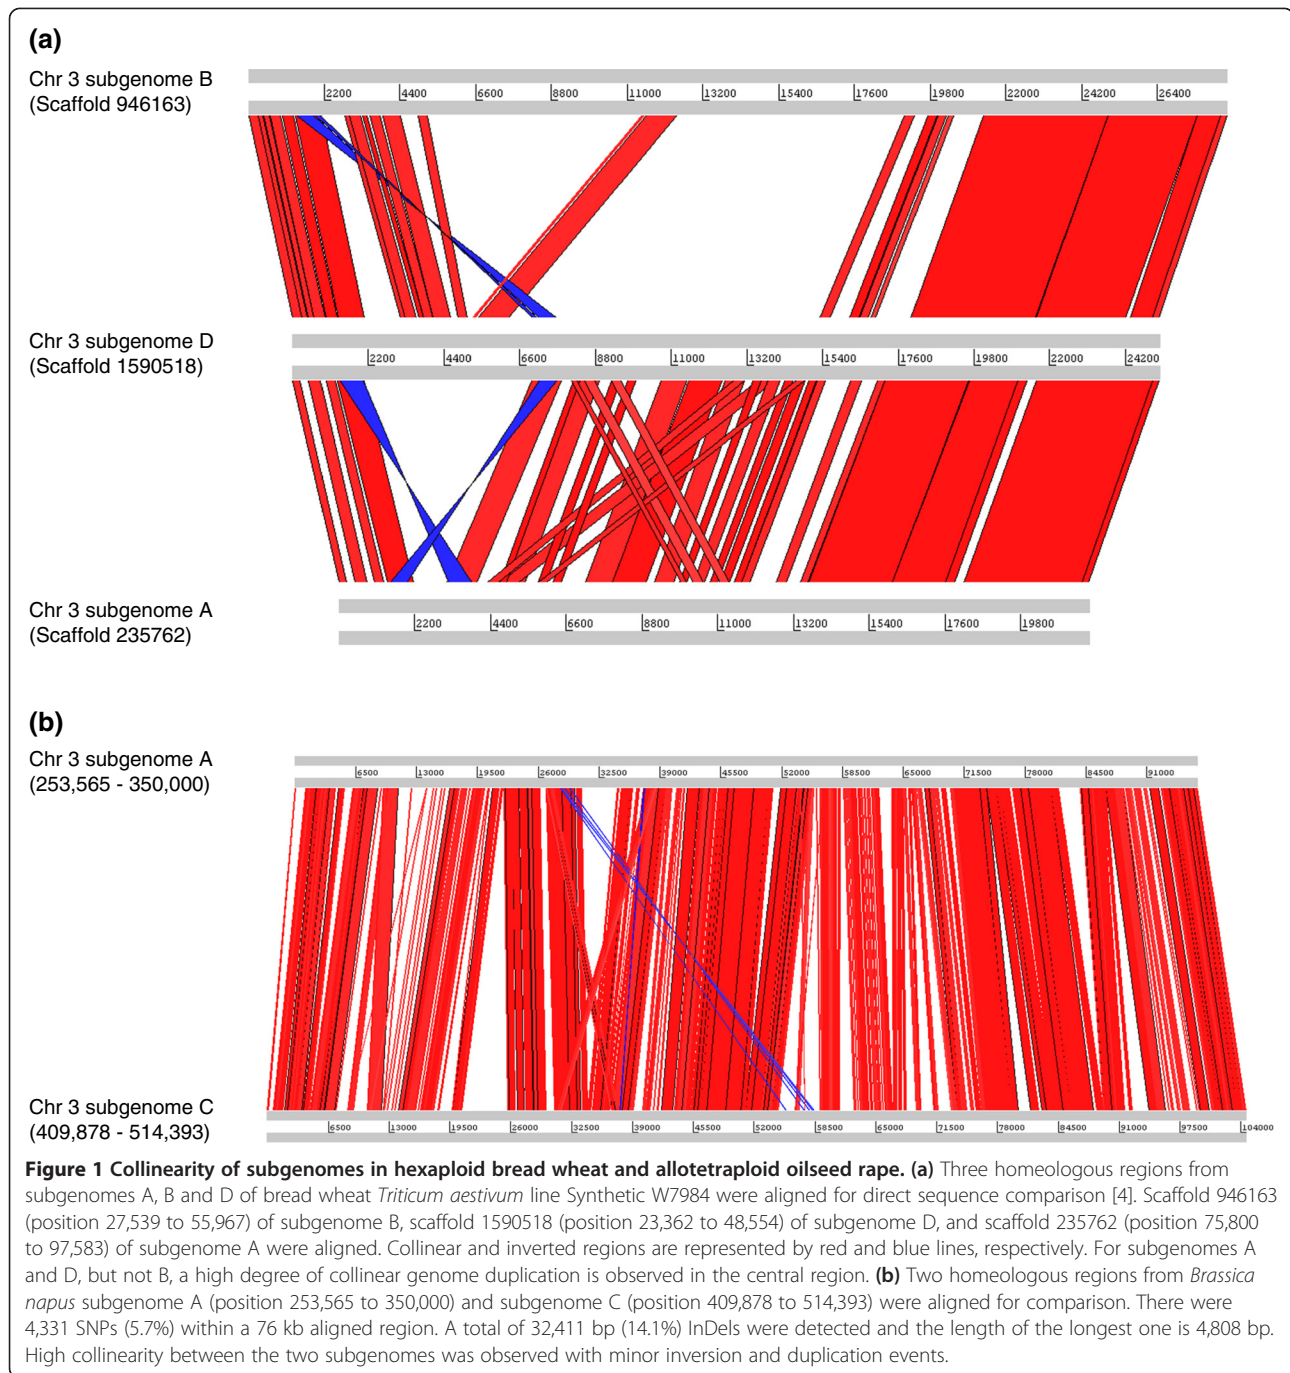 (a)
Chr 3 subgenome B
(Scaffold 946163)
2200 4400 6600 8800 11000 13200 15400 17600 19800 22000 24200 26400
Chr 3 subgenome D
(Scaffold 1590518)
2200 4400 6600 8800 11000 13200 15400 17600 19800 22000 24200
Chr 3 subgenome A
(Scaffold 235762)
2200 4400 6600 8800 11000 13200 15400 17600 19800
(b)
Chr 3 subgenome A
(253,565 - 350,000)
6500 13000 19500 26000 32500 39000 45500 52000 58500 65000 71500 78000 84500 91000
Chr 3 subgenome C
(409,878 - 514,393)
6500 13000 19500 26000 32500 39000 45500 52000 58500 65000 71500 78000 84500 91000 97500 104000
Figure 1 Collinearity of subgenomes in hexaploid bread wheat and allotetraploid oilseed rape. (a) Three homeologous regions from
subgenomes A, B and D of bread wheat Triticum aestivum line Synthetic W7984 were aligned for direct sequence comparison [4]. Scaffold 946163
(position 27,539 to 55,967) of subgenome B, scaffold 1590518 (position 23,362 to 48,554) of subgenome D, and scaffold 235762 (position 75,800
to 97,583) of subgenome A were aligned. Collinear and inverted regions are represented by red and blue lines, respectively. For subgenomes A
and D, but not B, a high degree of collinear genome duplication is observed in the central region. (b) Two homeologous regions from Brassica
napus subgenome A (position 253,565 to 350,000) and subgenome C (position 409,878 to 514,393) were aligned for comparison. There were
4,331 SNPs (5.7%) within a 76 kb aligned region. A total of 32,411 bp (14.1%) InDels were detected and the length of the longest one is 4,808 bp.
High collinearity between the two subgenomes was observed with minor inversion and duplication events.